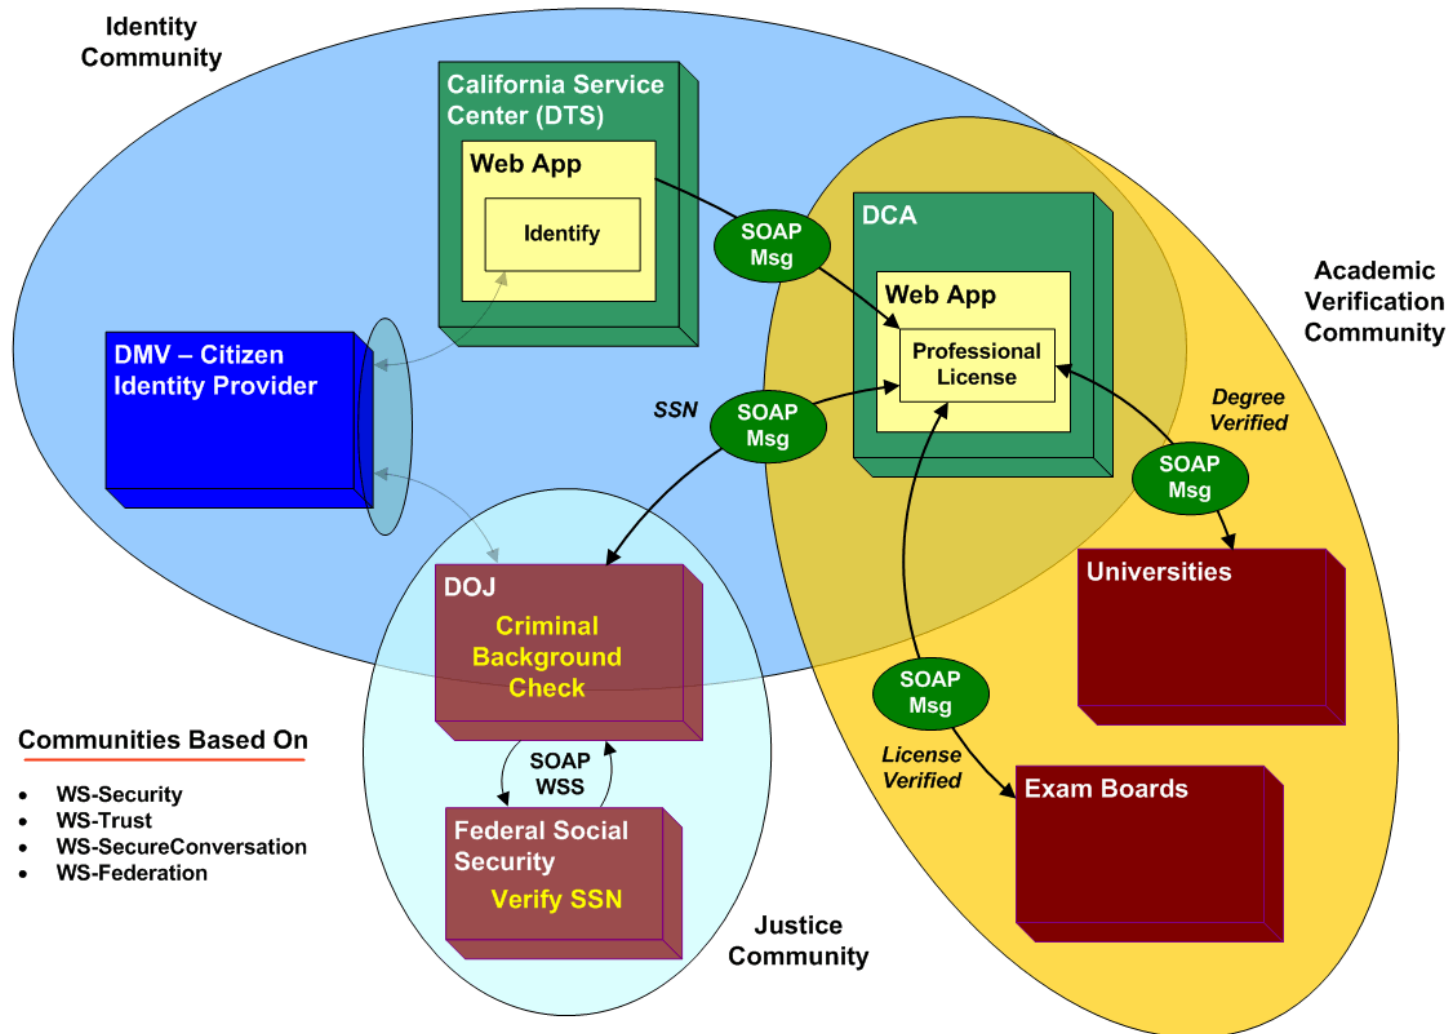 Identity
Community
California Service
Center (DTS)
Web App
Identify
SOAP
Msg
DCA
Web App
Professional
License
Academic
Verification
Community
DMV – Citizen
Identity Provider
SSN
SOAP
Msg
Degree
Verified
SOAP
Msg
DOJ
Criminal
Background
Check
Universities
SOAP
Msg
License
Verified
Exam Boards
SOAP
WSS
Federal Social
Security
Verify SSN
Justice
Community
Communities Based On
• WS-Security
• WS-Trust
• WS-SecureConversation
• WS-Federation